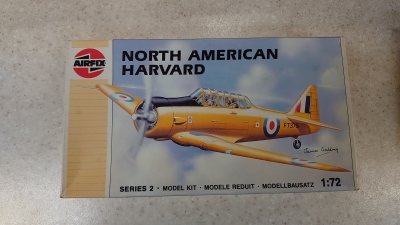 AIRFIX
NORTH AMERICAN
HARVARD
SERIES 2 • MODEL KIT • MODELE REDUIT • MODELLBAUSATZ 1:72